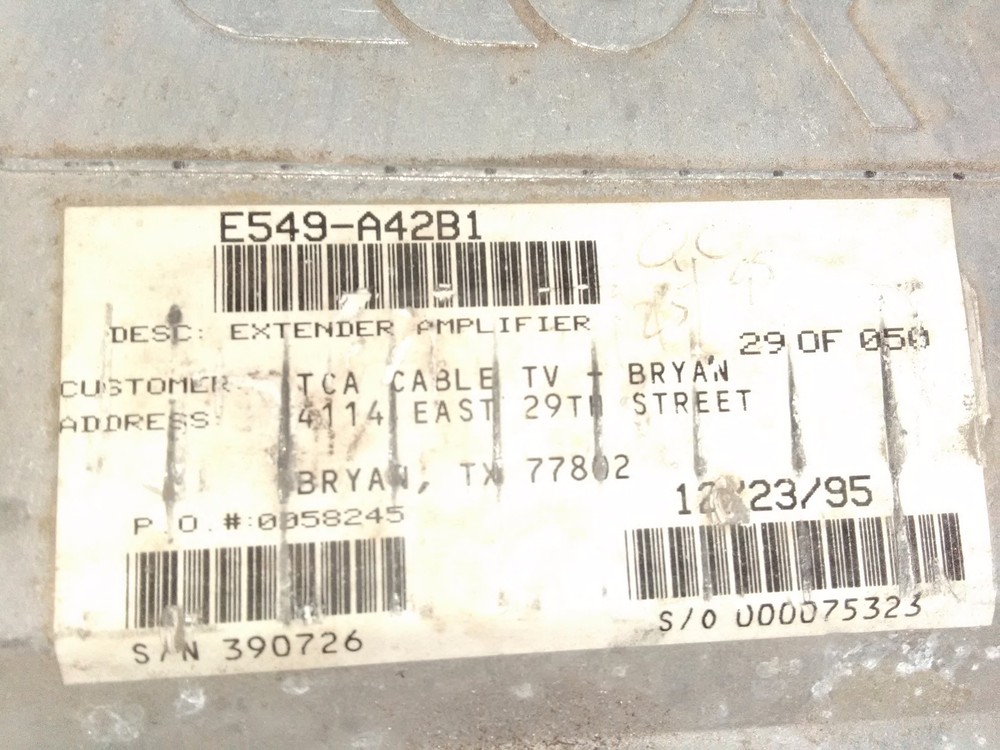 E549-A42B1
DESC: EXTENDER AMPLIFIER
29 OF 050
CUSTOMER: TCA CABLE TV - BRYAN
ADDRESS: 4114 EAST 29TH STREET
BRYAN, TX 77802
12/23/95
P.O.#:0058245
S/N 390726
S/O 000075323